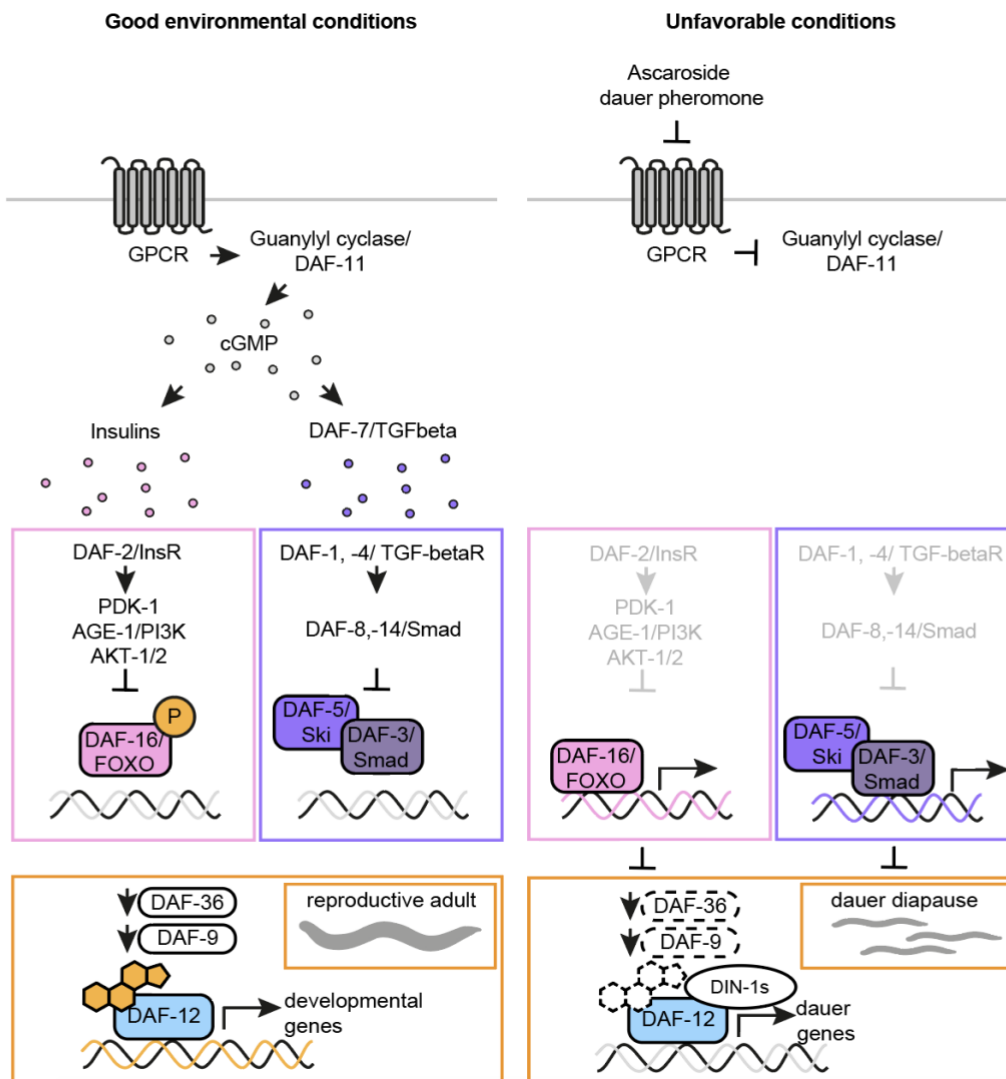 Good environmental conditions
GPCR
Guanylyl cyclase/
DAF-11
cGMP
Insulins
DAF-7/TGFbeta
DAF-2/InsR
PDK-1
AGE-1/PI3K
AKT-1/2
P
DAF-16/
FOXO
DAF-1, -4/ TGF-betaR
DAF-8,-14/Smad
DAF-5/
Ski
DAF-3/
Smad
DAF-36
DAF-9
DAF-12
developmental
genes
reproductive adult
Unfavorable conditions
Ascaroside
dauer pheromone
GPCR
Guanylyl cyclase/
DAF-11
DAF-2/InsR
PDK-1
AGE-1/PI3K
AKT-1/2
DAF-16/
FOXO
DAF-1, -4/ TGF-betaR
DAF-8,-14/Smad
DAF-5/
Ski
DAF-3/
Smad
DAF-36
DAF-9
DIN-1s
DAF-12
dauer
genes
dauer diapause